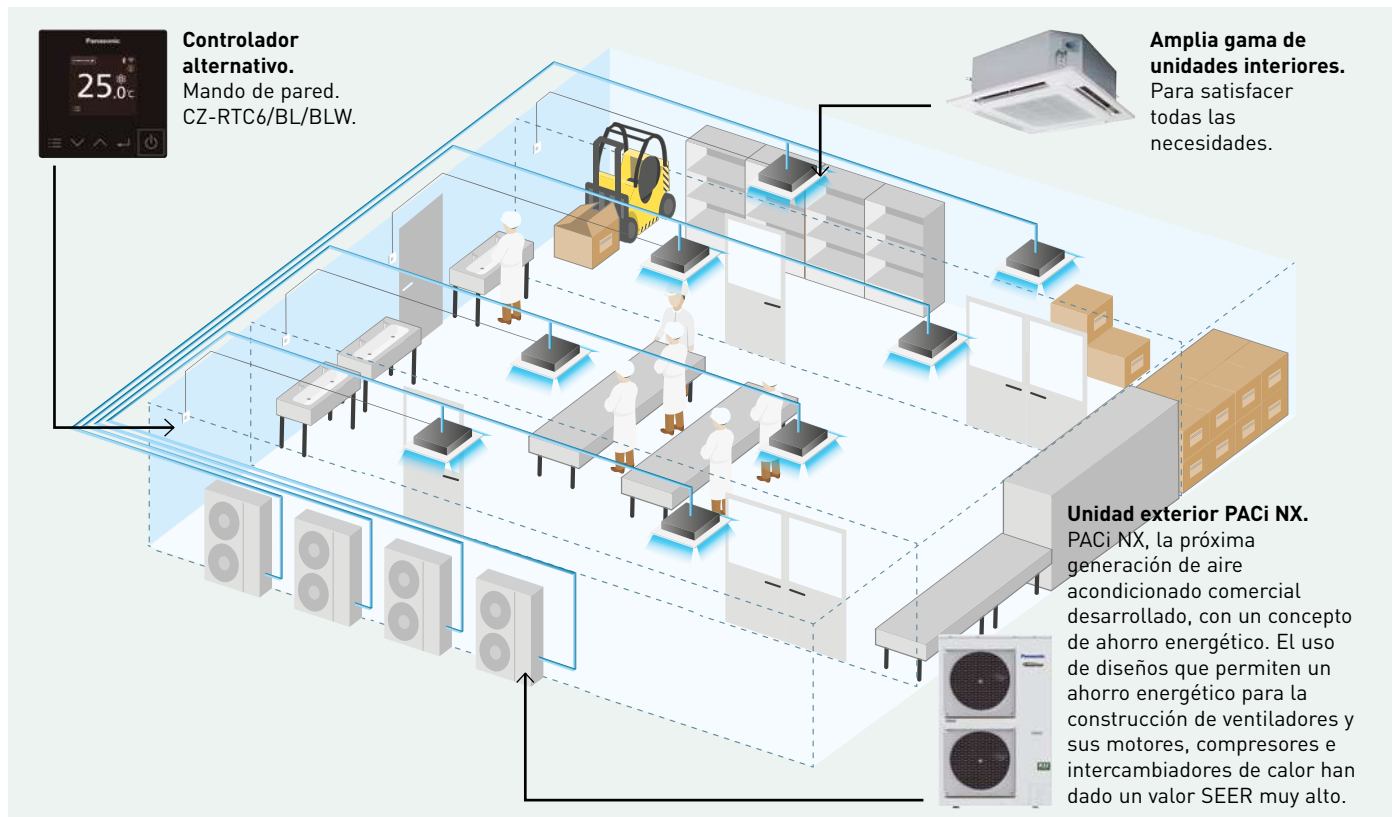 Panasonic
25.0°c
Controlador
alternativo.
Mando de pared.
CZ-RTC6/BL/BLW.
Amplia gama de
unidades interiores.
Para satisfacer
todas las
necesidades.
Unidad exterior PACi NX.
PACi NX, la próxima
generación de aire
acondicionado comercial
desarrollado, con un concepto
de ahorro energético. El uso
de diseños que permiten un
ahorro energético para la
construcción de ventiladores y
sus motores, compresores e
intercambiadores de calor han
dado un valor SEER muy alto.
Panasonic